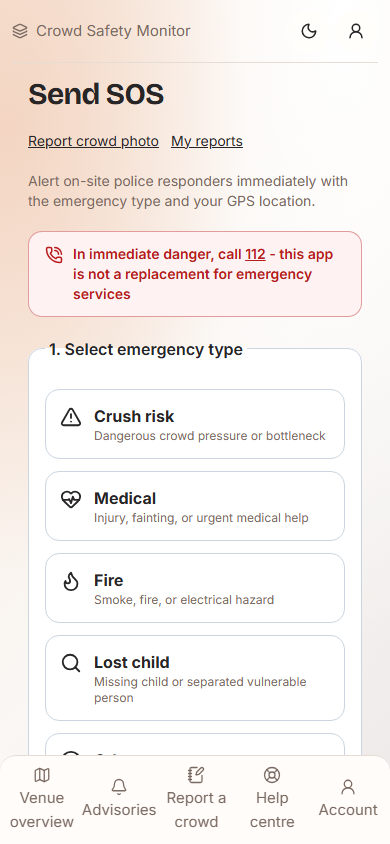 Crowd Safety Monitor
Send SOS
Report crowd photo My reports
Alert on-site police responders immediately with
the emergency type and your GPS location.
In immediate danger, call 112 - this app
is not a replacement for emergency
services
1. Select emergency type
Crush risk
Dangerous crowd pressure or bottleneck
Medical
Injury, fainting, or urgent medical help
Fire
Smoke, fire, or electrical hazard
Lost child
Missing child or separated vulnerable
person
Venue
overview
Advisories
Report a
crowd
Help
centre
Account